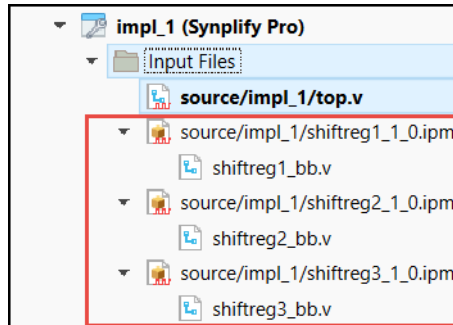 impl_1 (Synplify Pro)
Input Files
source/impl_1/top.v
source/impl_1/shiftreg1_1_0.ipm
shiftreg1_bb.v
source/impl_1/shiftreg2_1_0.ipm
shiftreg2_bb.v
source/impl_1/shiftreg3_1_0.ipm
shiftreg3_bb.v